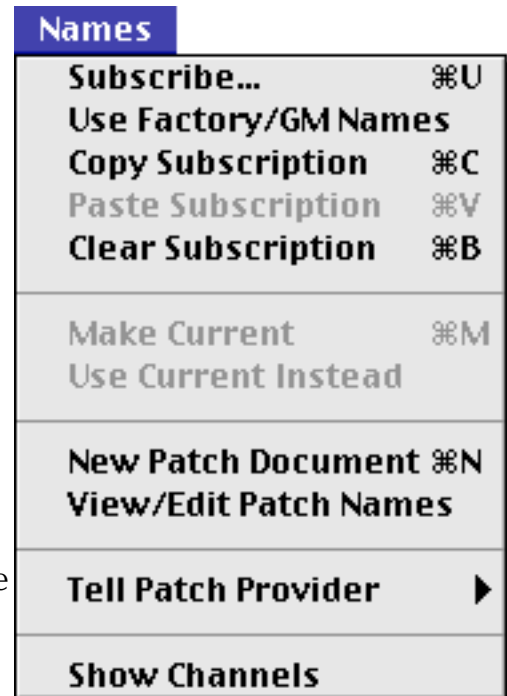 Names
Subscribe... ⌘U
Use Factory/GM Names
Copy Subscription ⌘C
Paste Subscription ⌘V
Clear Subscription ⌘B
Make Current ⌘M
Use Current Instead
New Patch Document ⌘N
View/Edit Patch Names
e
Tell Patch Provider ▶
Show Channels